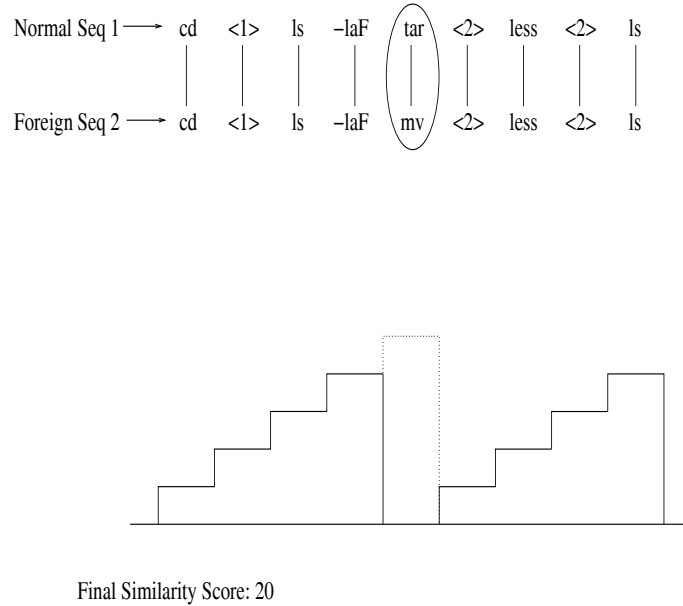 Normal Seq 1 cd <1> ls −laF tar <2> less <2> ls
Foreign Seq 2 cd <1> ls −laF mv <2> less <2> ls
Final Similarity Score: 20